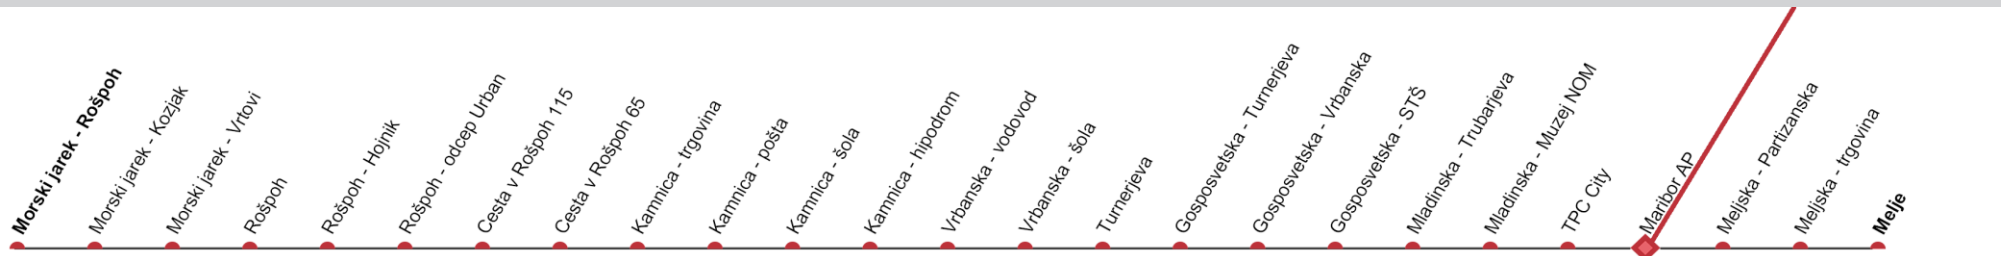 Morski jarek - Rošpoh
Morski jarek - Kozjak
Morski jarek - Vrtovi
Rošpoh
Rošpoh - Hojnik
Rošpoh - odcep Urban
Cesta v Rošpoh 115
Cesta v Rošpoh 65
Kamnica - trgovina
Kamnica - pošta
Kamnica - šola
Kamnica - hipodrom
Vrbanska - vodovod
Vrbanska - šola
Turnerjeva
Gosposvetska - Turnerjeva
Gosposvetska - Vrbanska
Gosposvetska - STŠ
Mladinska - Trubarjeva
Mladinska - Muzej NOM
TPC City
Maribor AP
Meljska - Partizanska
Meljska - trgovina
Melje